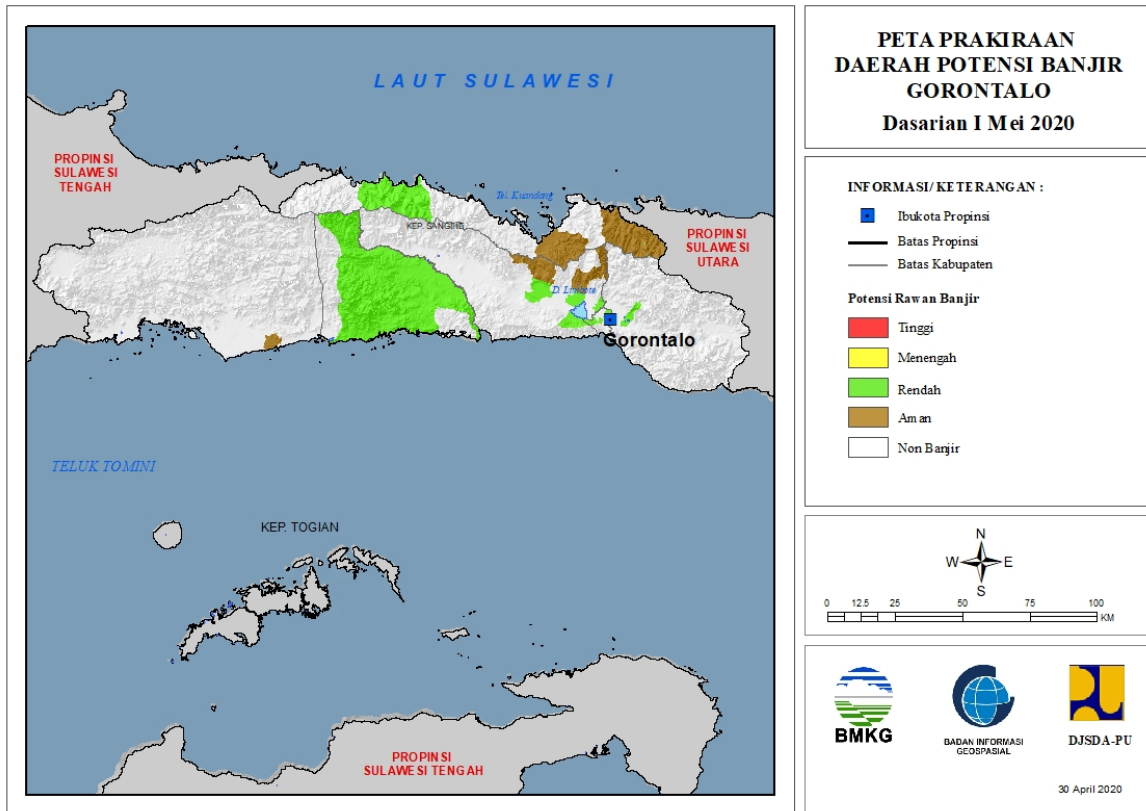 LAUT SULAWESI
PROPINSI
SULAWESI
TENGAH
Tel. Kuandang
KEP. SANGIHE
PROPINSI
SULAWESI
UTARA
D. Limboto
Gorontalo
TELUK TOMINI
KEP. TOGIAN
PROPINSI
SULAWESI TENGAH
PETA PRAKIRAAN
DAERAH POTENSI BANJIR
GORONTALO
Dasarian I Mei 2020
INFORMASI/ KETERANGAN :
Ibukota Propinsi
Batas Propinsi
Batas Kabupaten
Potensi Rawan Banjir
Tinggi
Menengah
Rendah
Aman
Non Banjir
N
W E
S
0 12.5 25 50 75 100
KM
BMKG
BADAN INFORMASI
GEOSPASIAL
DJSDA-PU
30 April 2020